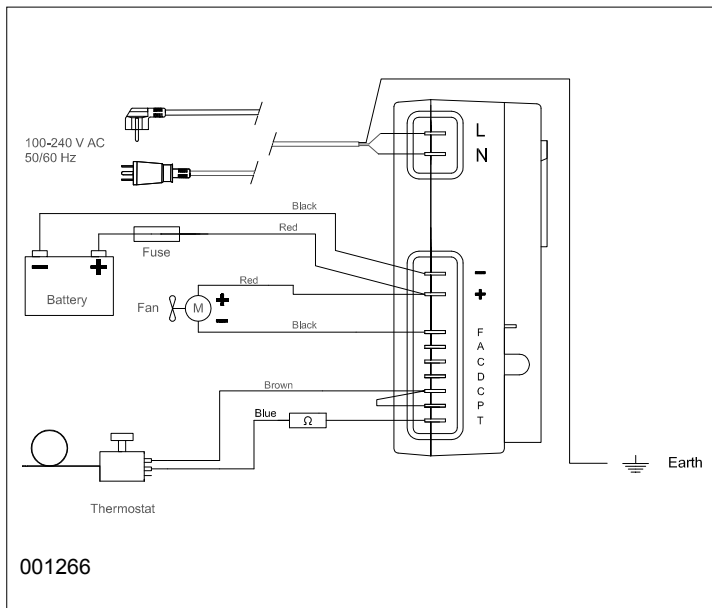 100-240 V AC
50/60 Hz
L
N
Black
Red
Fuse
- +
Battery
-
+
Red
Fan M +
-
Black
F
A
C
D
C
P
T
Brown
Blue Ω
Thermostat
Earth
001266